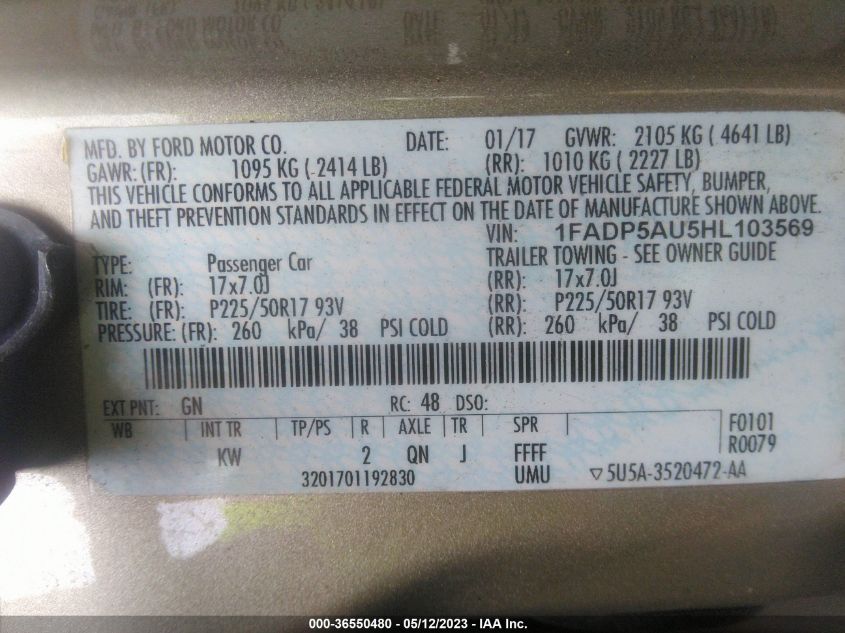 MFD. BY FORD MOTOR CO. DATE: 01/17 GVWR: 2105 KG ( 4641 LB)
GAWR: (FR): 1095 KG ( 2414 LB) (RR): 1010 KG ( 2227 LB)
THIS VEHICLE CONFORMS TO ALL APPLICABLE FEDERAL MOTOR VEHICLE SAFETY, BUMPER,
AND THEFT PREVENTION STANDARDS IN EFFECT ON THE DATE OF MANUFACTURE SHOWN ABOVE.
VIN: 1FADP5AU5HL103569
TYPE: Passenger Car TRAILER TOWING - SEE OWNER GUIDE
RIM: (FR): 17x7.0J (RR): 17x7.0J
TIRE: (FR): P225/50R17 93V (RR): P225/50R17 93V
PRESSURE: (FR): 260 kPa/ 38 PSI COLD (RR): 260 kPa/ 38 PSI COLD
EXT PNT: GN RC: 48 DSO:
WB INT TR TP/PS R AXLE TR SPR F0101
R0079
KW 2 QN J FFFF
3201701192830 UMU ▽5U5A-3520472-AA
000-36550480 - 05/12/2023 - IAA Inc.